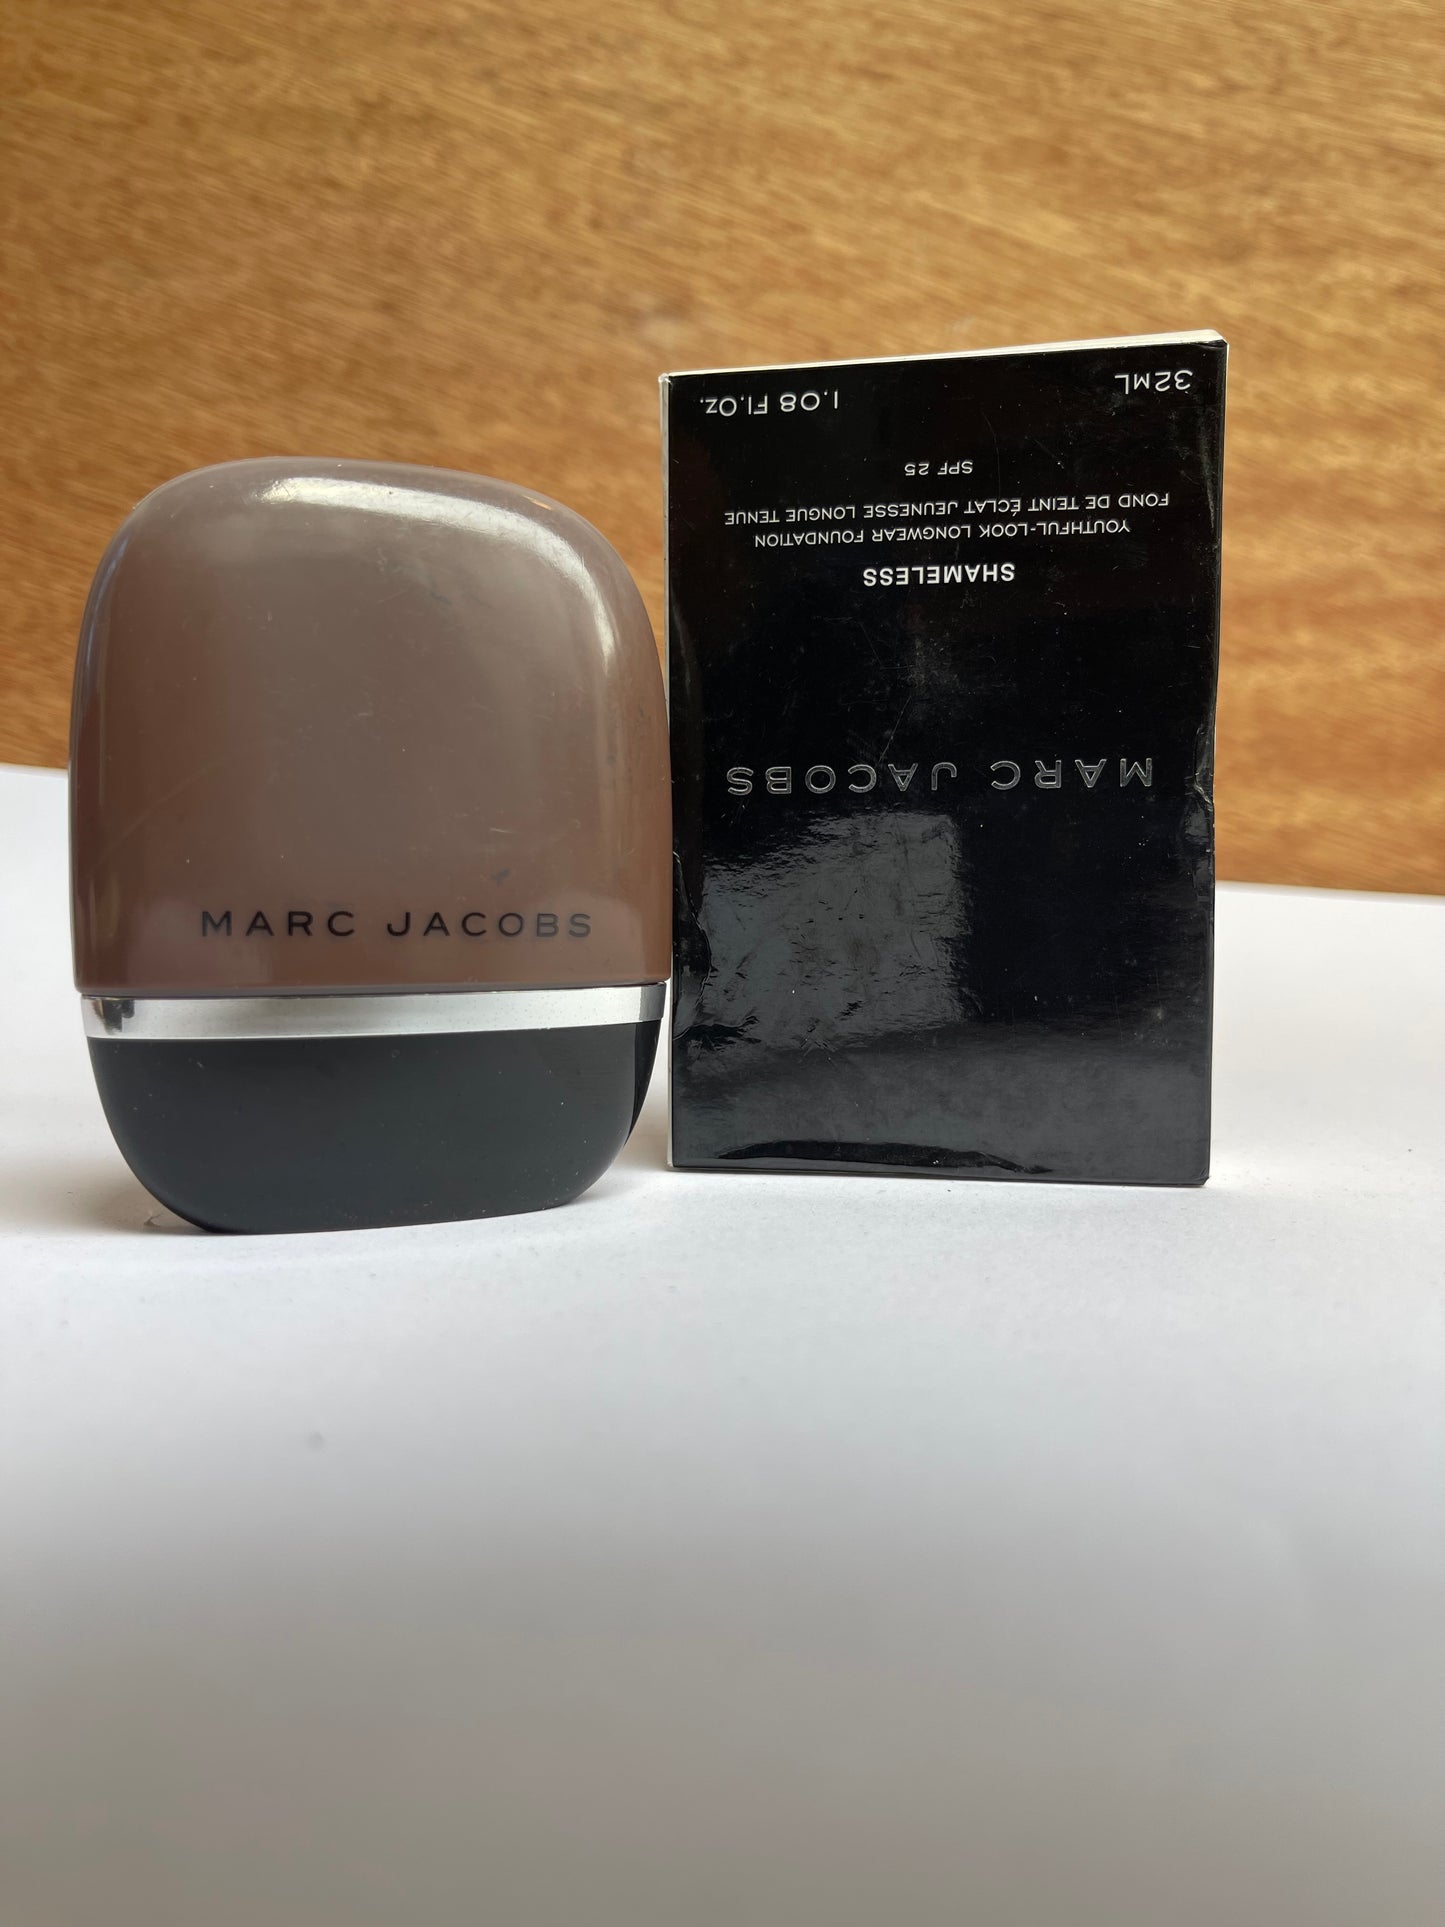 MARC JACOBS
MARC JACOBS
SHAMELESS
YOUTHFUL-LOOK LONGWEAR FOUNDATION
FOND DE TEINT ÉCLAT JEUNESSE LONGUE TENUE
SPF 25
32ML 1.08 Fl.Oz.